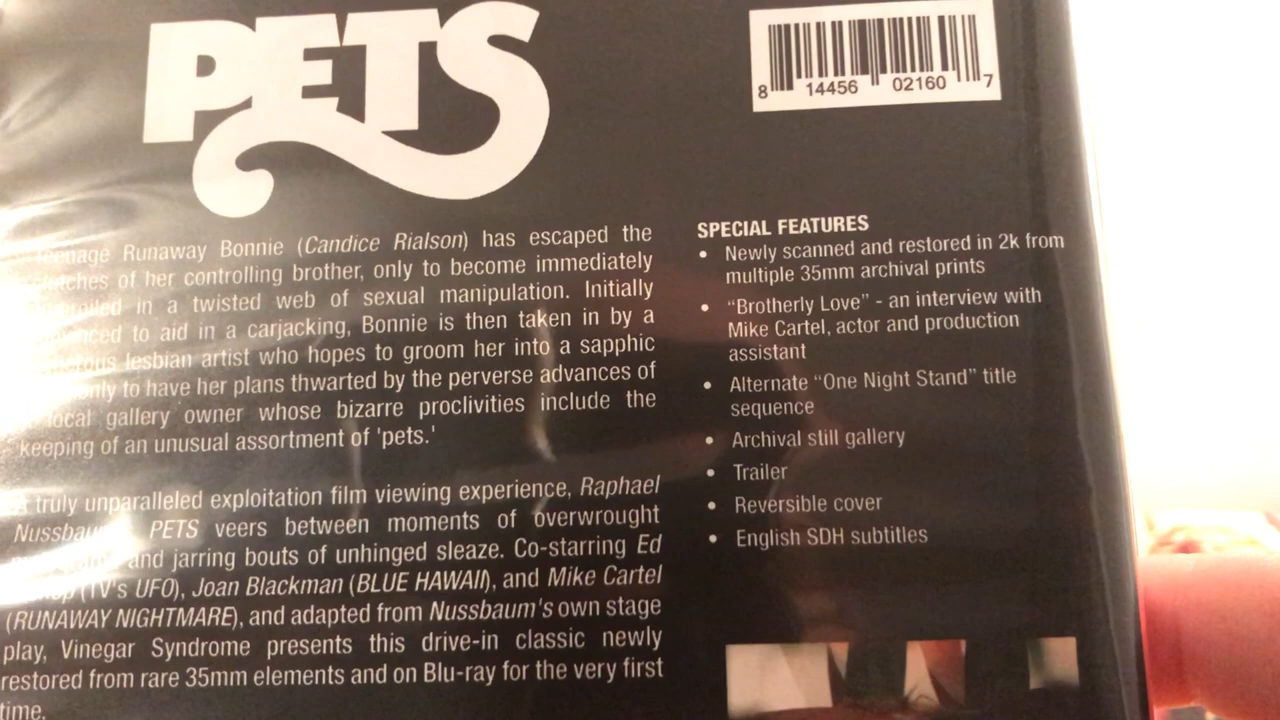 PETS
8 14456 02160 7
Teenage Runaway Bonnie (Candice Rialson) has escaped the
clutches of her controlling brother, only to become immediately
in a twisted web of sexual manipulation. Initially
to aid in a carjacking, Bonnie is then taken in by a
lesbian artist who hopes to groom her into a sapphic
only to have her plans thwarted by the perverse advances of
local gallery owner whose bizarre proclivities include the
keeping of an unusual assortment of 'pets.'
A truly unparalleled exploitation film viewing experience, Raphael
Nussbaum's PETS veers between moments of overwrought
and jarring bouts of unhinged sleaze. Co-starring Ed
(TV's UFO), Joan Blackman (BLUE HAWAII), and Mike Cartel
(RUNAWAY NIGHTMARE), and adapted from Nussbaum's own stage
play, Vinegar Syndrome presents this drive-in classic newly
restored from rare 35mm elements and on Blu-ray for the very first
time.
SPECIAL FEATURES
• Newly scanned and restored in 2k from
multiple 35mm archival prints
• “Brotherly Love” - an interview with
Mike Cartel, actor and production
assistant
• Alternate “One Night Stand” title
sequence
• Archival still gallery
• Trailer
• Reversible cover
• English SDH subtitles